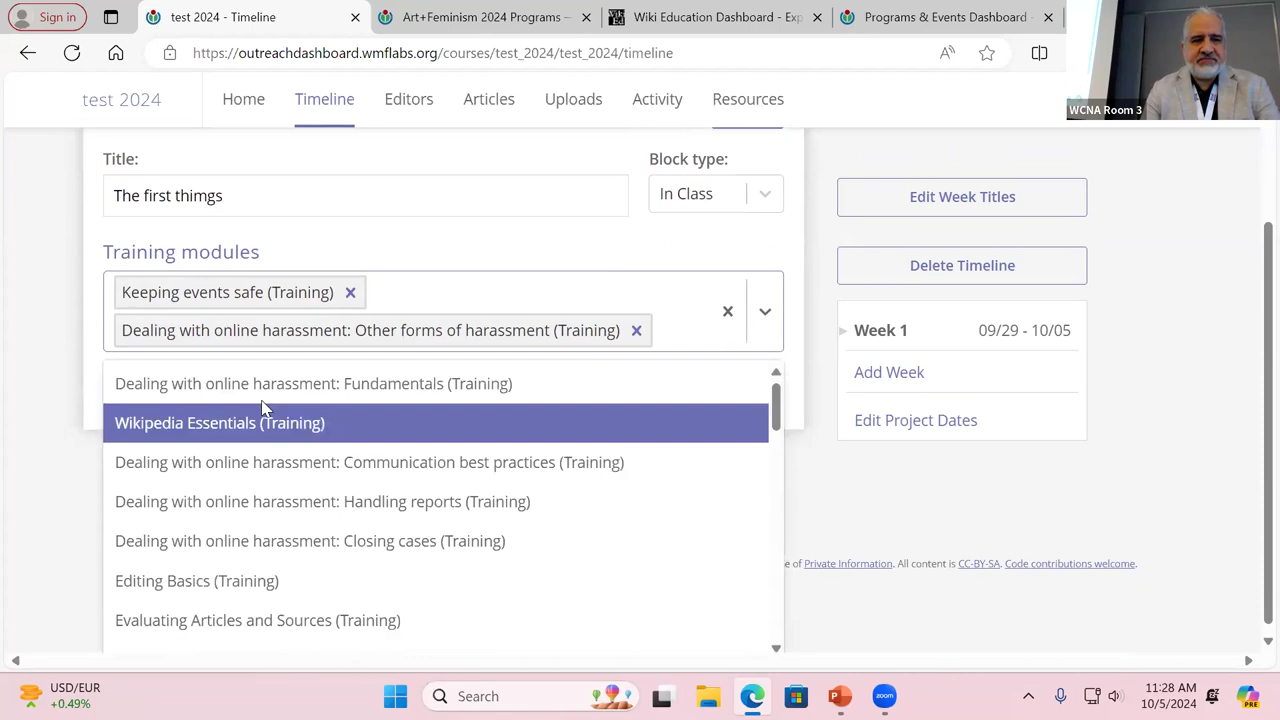 Sign in
test 2024 - Timeline
Art+Feminism 2024 Programs –
Wiki Education Dashboard - Exp
Programs & Events Dashboard -
https://outreachdashboard.wmflabs.org/courses/test_2024/test_2024/timeline
test 2024
Home
Timeline
Editors
Articles
Uploads
Activity
Resources
WCNA Room 3
Title:
Block type:
The first thimgs
In Class
Edit Week Titles
Training modules
Delete Timeline
Keeping events safe (Training)
Dealing with online harassment: Other forms of harassment (Training)
Week 1 09/29 - 10/05
Add Week
Edit Project Dates
Dealing with online harassment: Fundamentals (Training)
Wikipedia Essentials (Training)
Dealing with online harassment: Communication best practices (Training)
Dealing with online harassment: Handling reports (Training)
Dealing with online harassment: Closing cases (Training)
Editing Basics (Training)
Evaluating Articles and Sources (Training)
e of Private Information. All content is CC-BY-SA. Code contributions welcome.
USD/EUR
+0.49%
Search
zoom
11:28 AM
10/5/2024
PRE